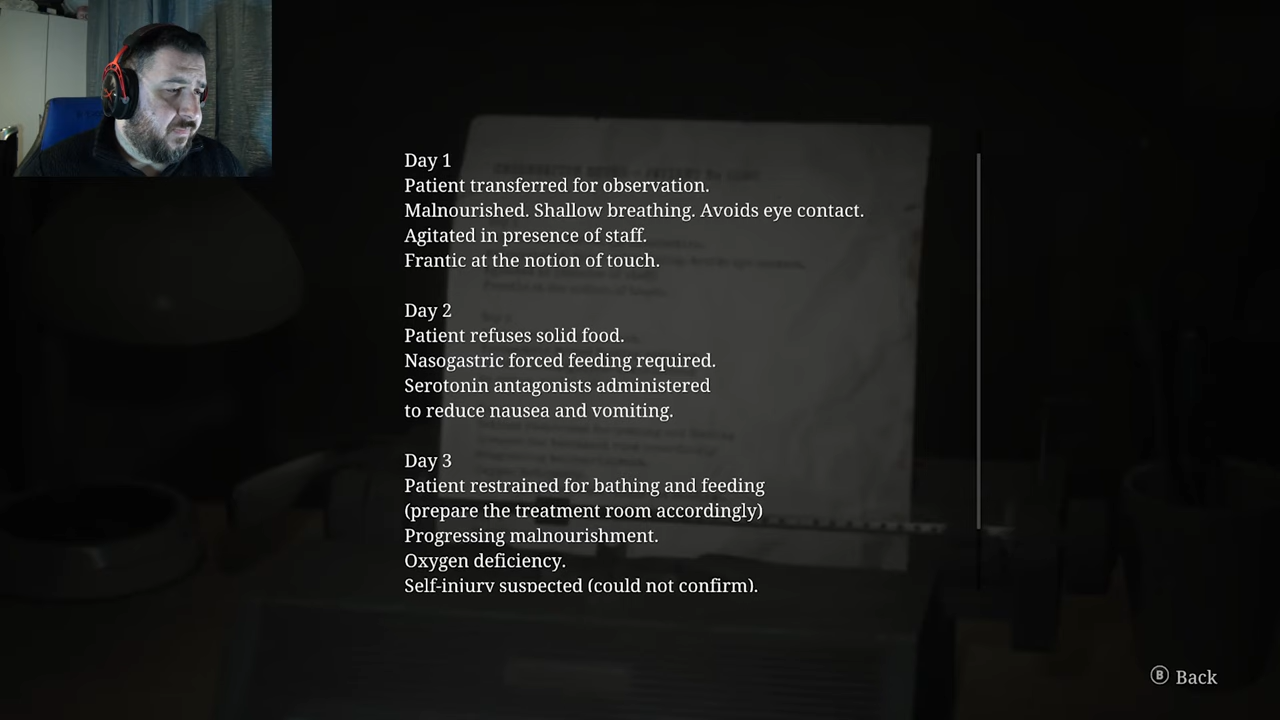 Day 1
Patient transferred for observation.
Malnourished. Shallow breathing. Avoids eye contact.
Agitated in presence of staff.
Frantic at the notion of touch.
Day 2
Patient refuses solid food.
Nasogastric forced feeding required.
Serotonin antagonists administered
to reduce nausea and vomiting.
Day 3
Patient restrained for bathing and feeding
(prepare the treatment room accordingly)
Progressing malnourishment.
Oxygen deficiency.
Self-injury suspected (could not confirm).
B Back